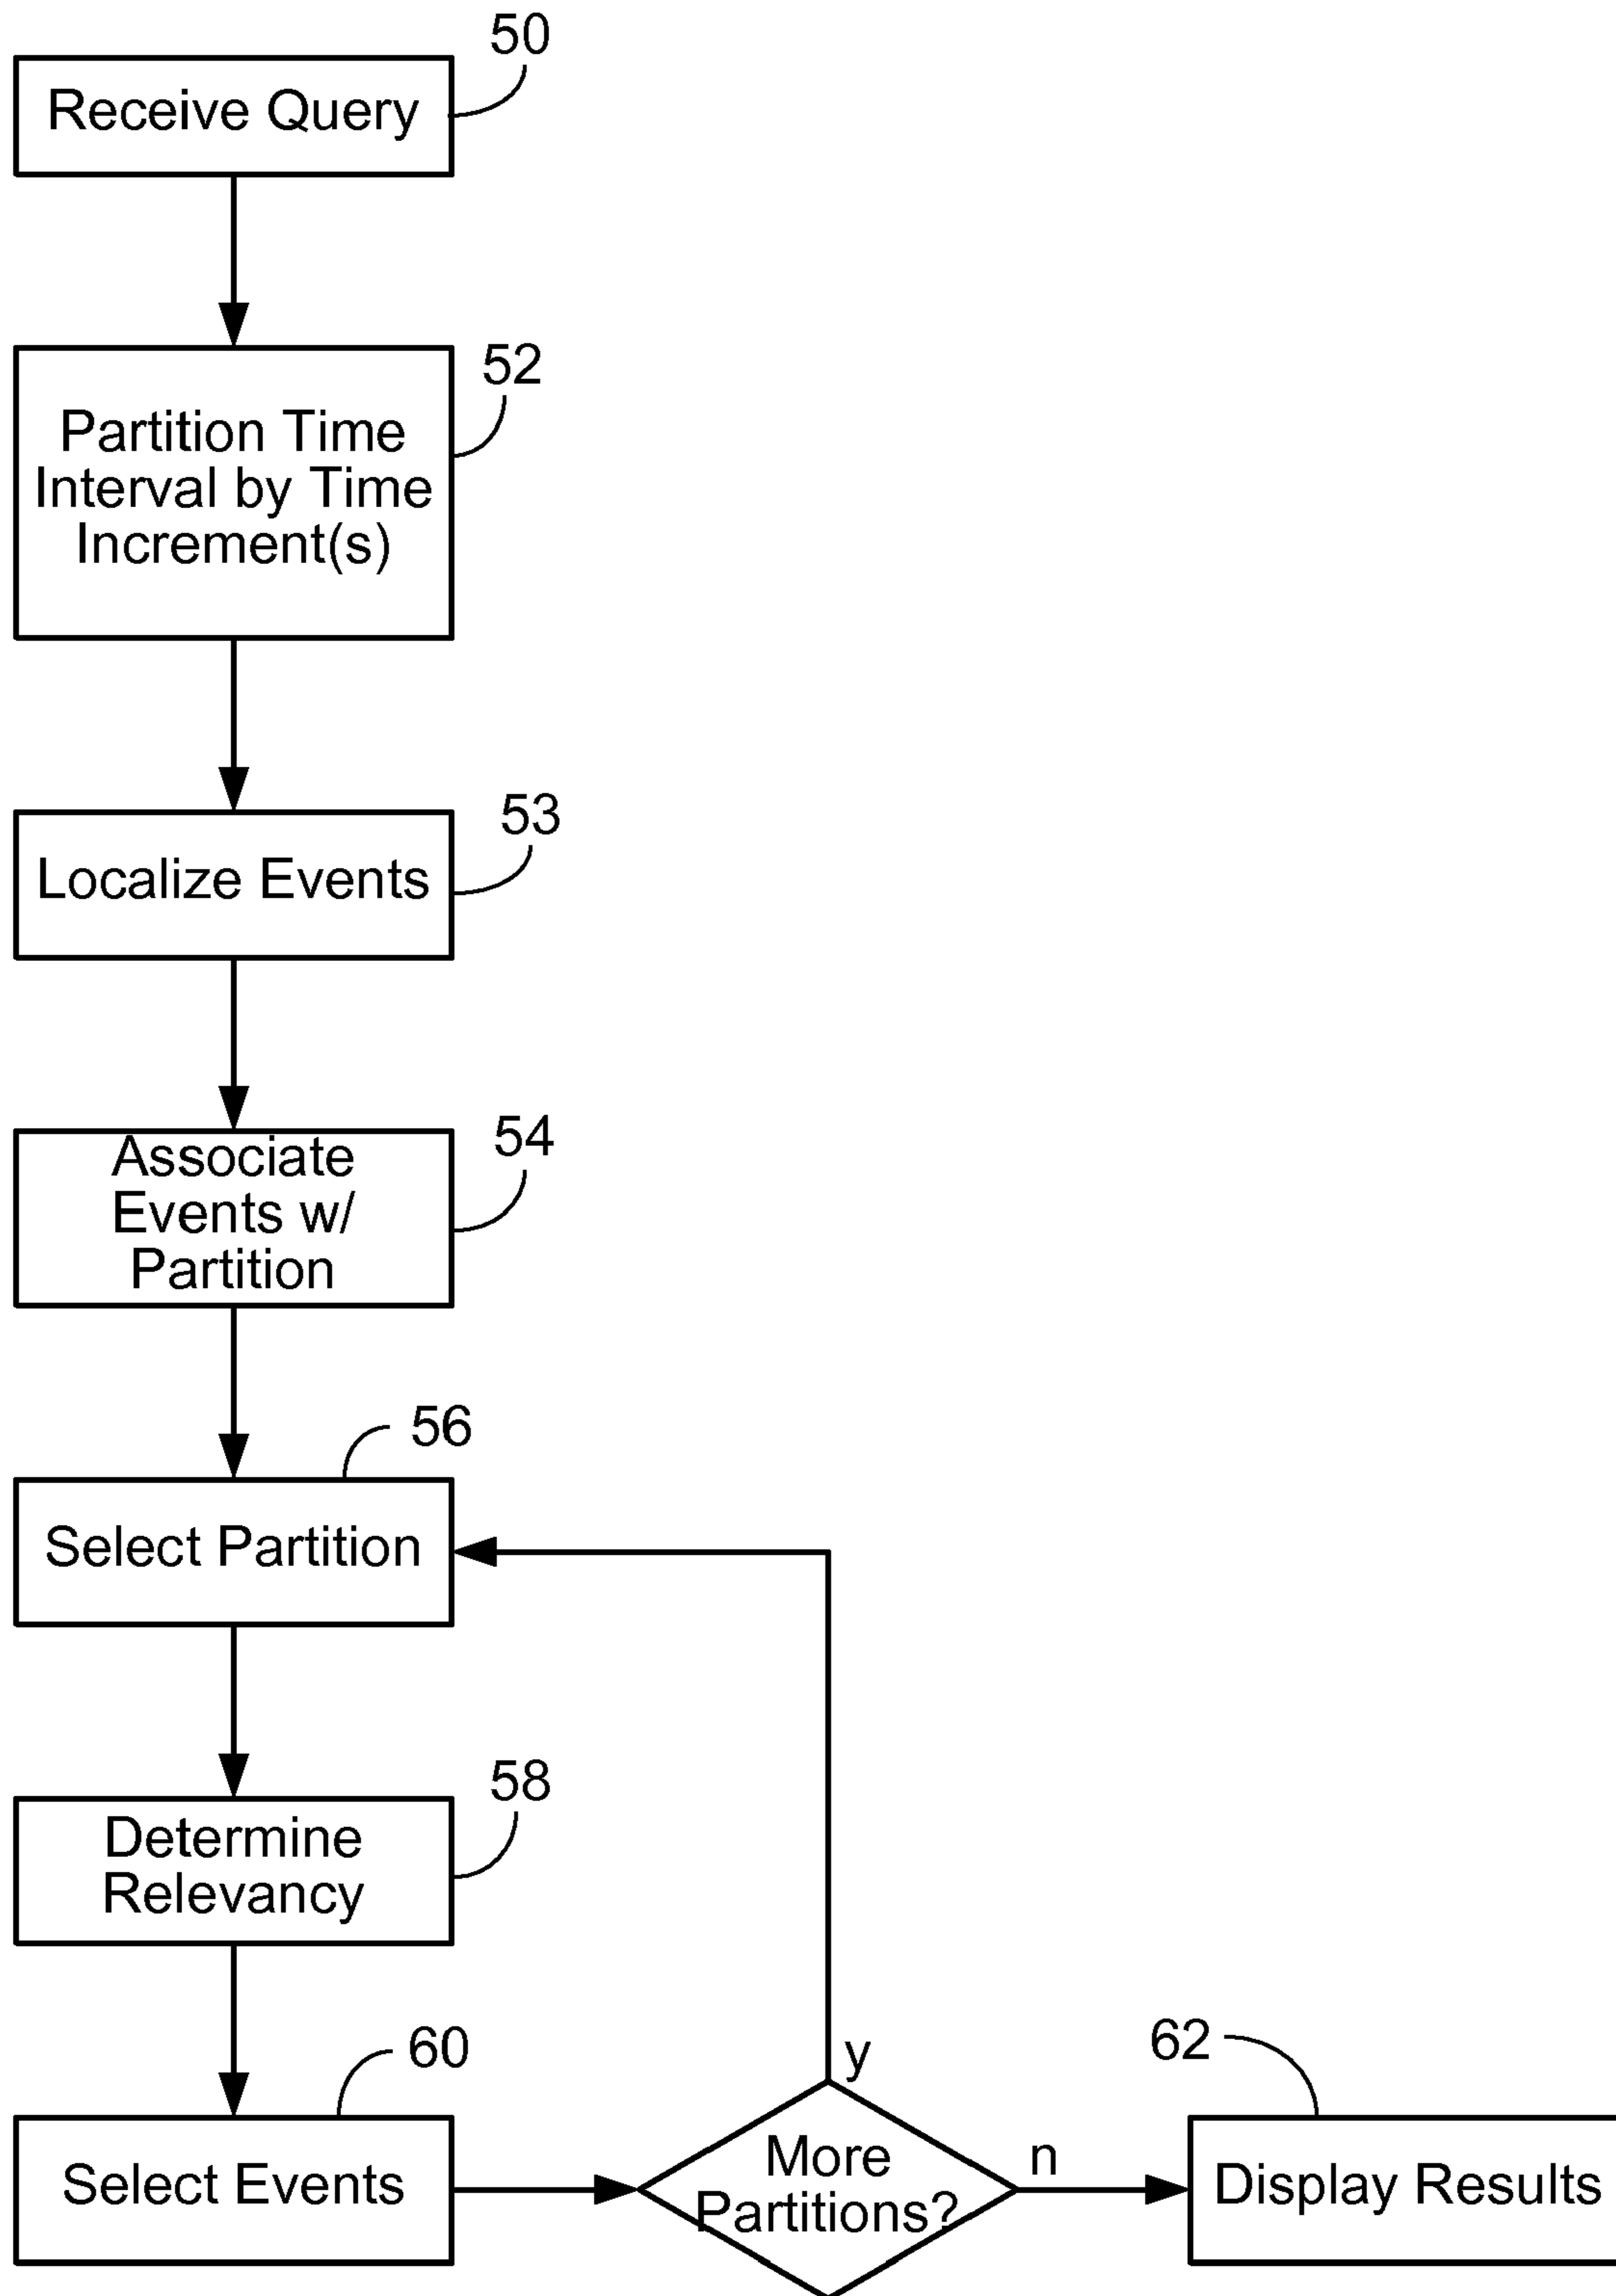 50
Receive Query
52
Partition Time
Interval by Time
Increment(s)
53
Localize Events
54
Associate
Events w/
Partition
56
Select Partition
58
Determine
Relevancy
60
Select Events
y
More
Partitions?
n
62
Display Results